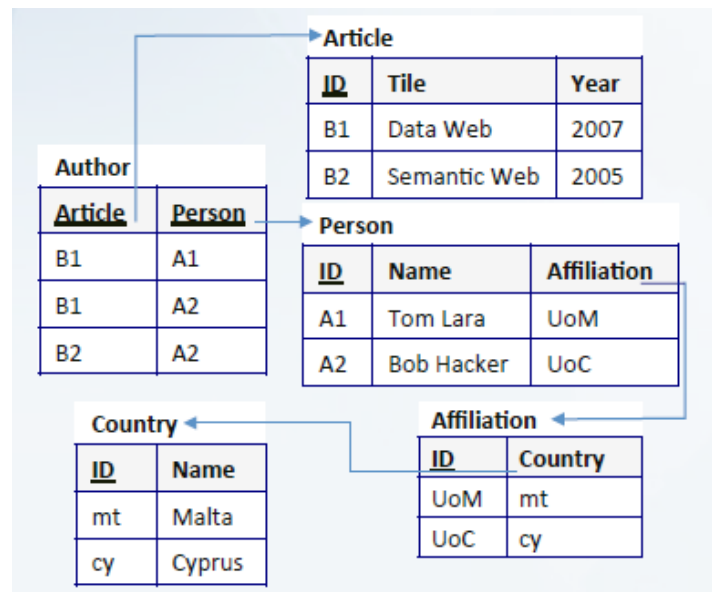 Article
ID Tile Year
B1 Data Web 2007
B2 Semantic Web 2005
Author
Article Person
B1 A1
B1 A2
B2 A2
Person
ID Name Affiliation
A1 Tom Lara UoM
A2 Bob Hacker UoC
Country
ID Name
mt Malta
cy Cyprus
Affiliation
ID Country
UoM mt
UoC cy